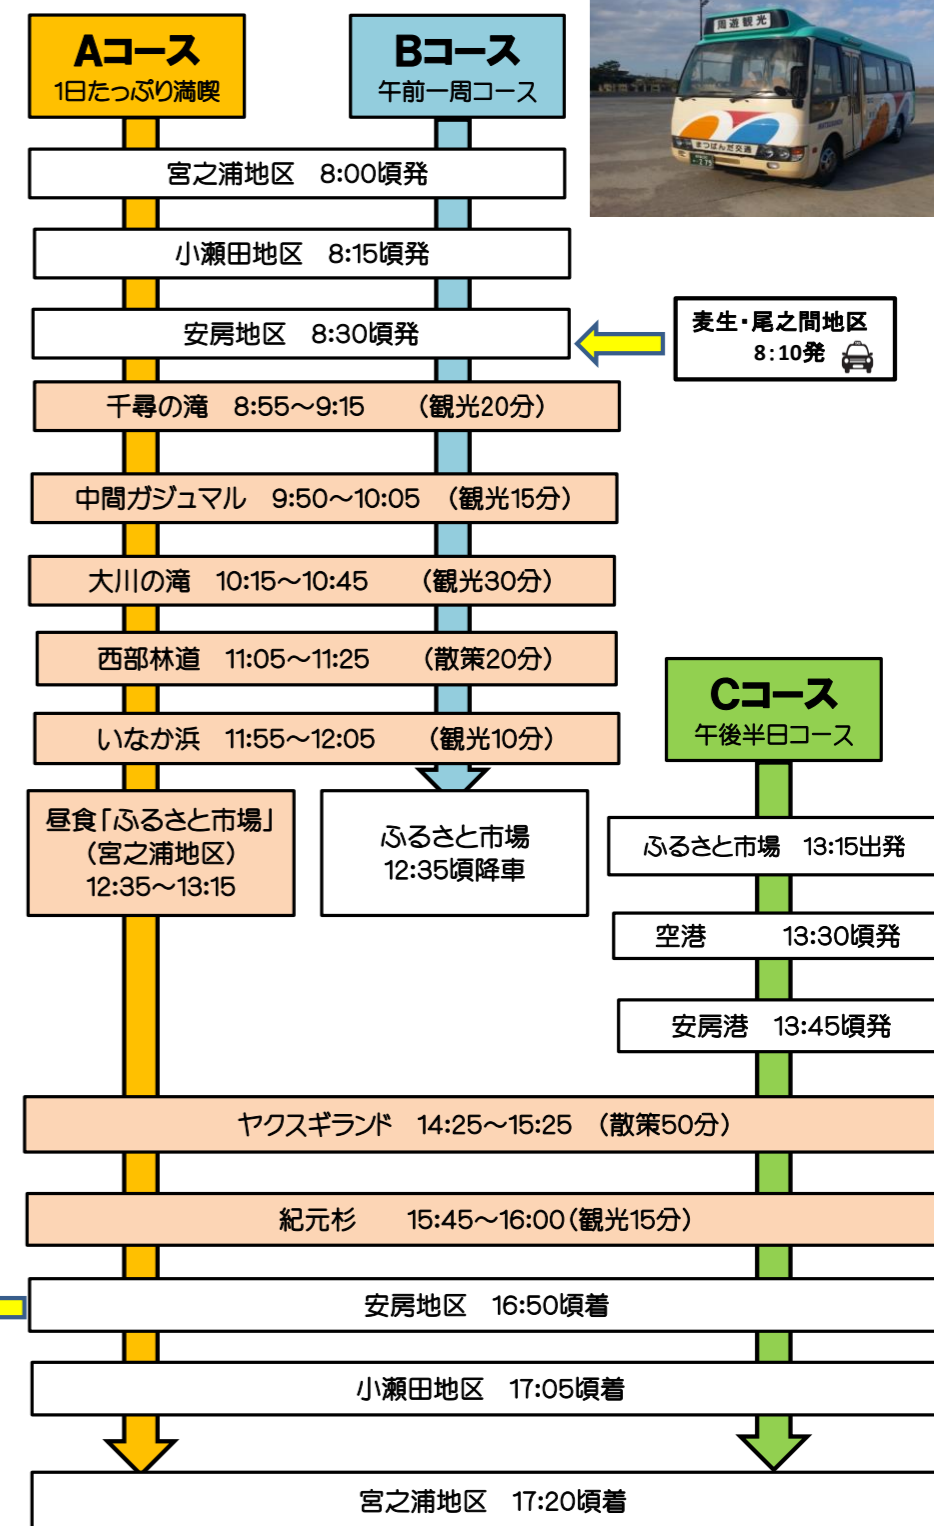 Aコース
1日たっぷり満喫
Bコース
午前一周コース
周遊観光
まつばんだ交通
宮之浦地区 8:00頃発
小瀬田地区 8:15頃発
安房地区 8:30頃発
麦生・尾之間地区
8:10発
千尋の滝 8:55～9:15 （観光20分）
中間ガジュマル 9:50～10:05 （観光15分）
大川の滝 10:15～10:45 （観光30分）
西部林道 11:05～11:25 （散策20分）
いなか浜 11:55～12:05 （観光10分）
Cコース
午後半日コース
昼食「ふるさと市場」
（宮之浦地区）
12:35～13:15
ふるさと市場
12:35頃降車
ふるさと市場 13:15出発
空港 13:30頃発
安房港 13:45頃発
ヤクスギランド 14:25～15:25 （散策50分）
紀元杉 15:45～16:00（観光15分）
安房地区 16:50頃着
小瀬田地区 17:05頃着
宮之浦地区 17:20頃着